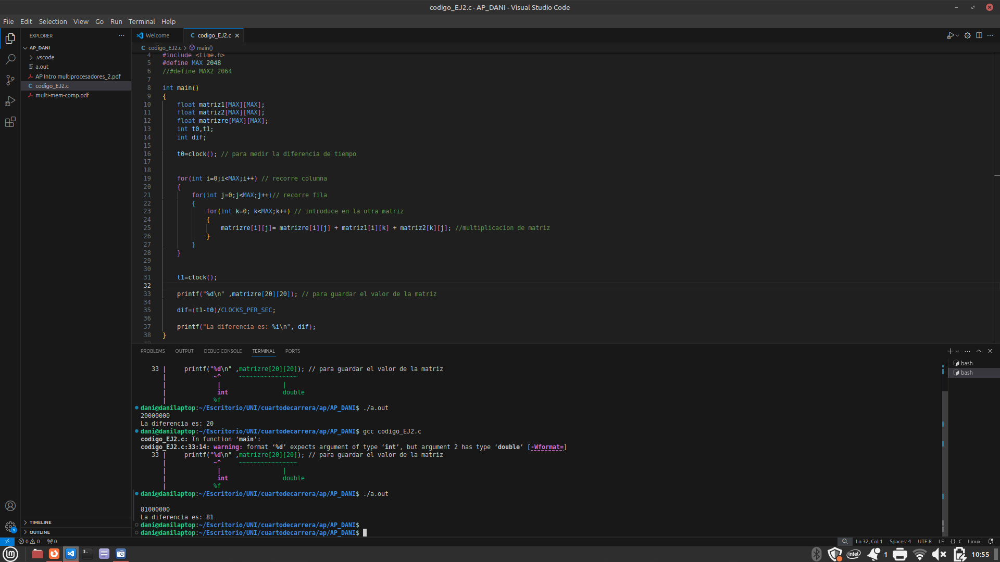 codigo_EJ2.c - AP_DANI - Visual Studio Code
File Edit Selection View Go Run Terminal Help
EXPLORER
AP_DANI
.vscode
a.out
AP Intro multiprocesadores_2.pdf
codigo_EJ2.c
multi-mem-comp.pdf
TIMELINE
OUTLINE
Welcome codigo_EJ2.c
codigo_EJ2.c > main()
4 #include <time.h>
5 #define MAX 2048
6 //#define MAX2 2064
7
8 int main()
9 {
10 float matriz1[MAX][MAX];
11 float matriz2[MAX][MAX];
12 float matrizre[MAX][MAX];
13 int t0,t1;
14 int dif;
15
16 t0=clock(); // para medir la diferencia de tiempo
17
18
19 for(int i=0;i<MAX;i++) // recorre columna
20 {
21 for(int j=0;j<MAX;j++)// recorre fila
22 {
23 for(int k=0; k<MAX;k++) // introduce en la otra matriz
24 {
25 matrizre[i][j]= matrizre[i][j] + matriz1[i][k] + matriz2[k][j]; //multiplicacion de matriz
26 }
27 }
28 }
29
30
31 t1=clock();
32
33 printf("%d\n" ,matrizre[20][20]); // para guardar el valor de la matriz
34
35 dif=(t1-t0)/CLOCKS_PER_SEC;
36
37 printf("La diferencia es: %i\n", dif);
38 }
39
PROBLEMS OUTPUT DEBUG CONSOLE TERMINAL PORTS
bash
bash
33 | printf("%d\n" ,matrizre[20][20]); // para guardar el valor de la matriz
| ~^ ~~~~~~~~~~~~~~~~
| | |
| int double
| %f
dani@danilaptop:~/Escritorio/UNI/cuartodecarrera/ap/AP_DANI$ ./a.out
20000000
La diferencia es: 20
dani@danilaptop:~/Escritorio/UNI/cuartodecarrera/ap/AP_DANI$ gcc codigo_EJ2.c
codigo_EJ2.c: In function ‘main’:
codigo_EJ2.c:33:14: warning: format ‘%d’ expects argument of type ‘int’, but argument 2 has type ‘double’ [-Wformat=]
33 | printf("%d\n" ,matrizre[20][20]); // para guardar el valor de la matriz
| ~^ ~~~~~~~~~~~~~~~~
| | |
| int double
| %f
dani@danilaptop:~/Escritorio/UNI/cuartodecarrera/ap/AP_DANI$ ./a.out
81000000
La diferencia es: 81
dani@danilaptop:~/Escritorio/UNI/cuartodecarrera/ap/AP_DANI$
dani@danilaptop:~/Escritorio/UNI/cuartodecarrera/ap/AP_DANI$
0 0 0 Ln 32, Col 1 Spaces: 4 UTF-8 LF {} C Linux
intel 1 10:55